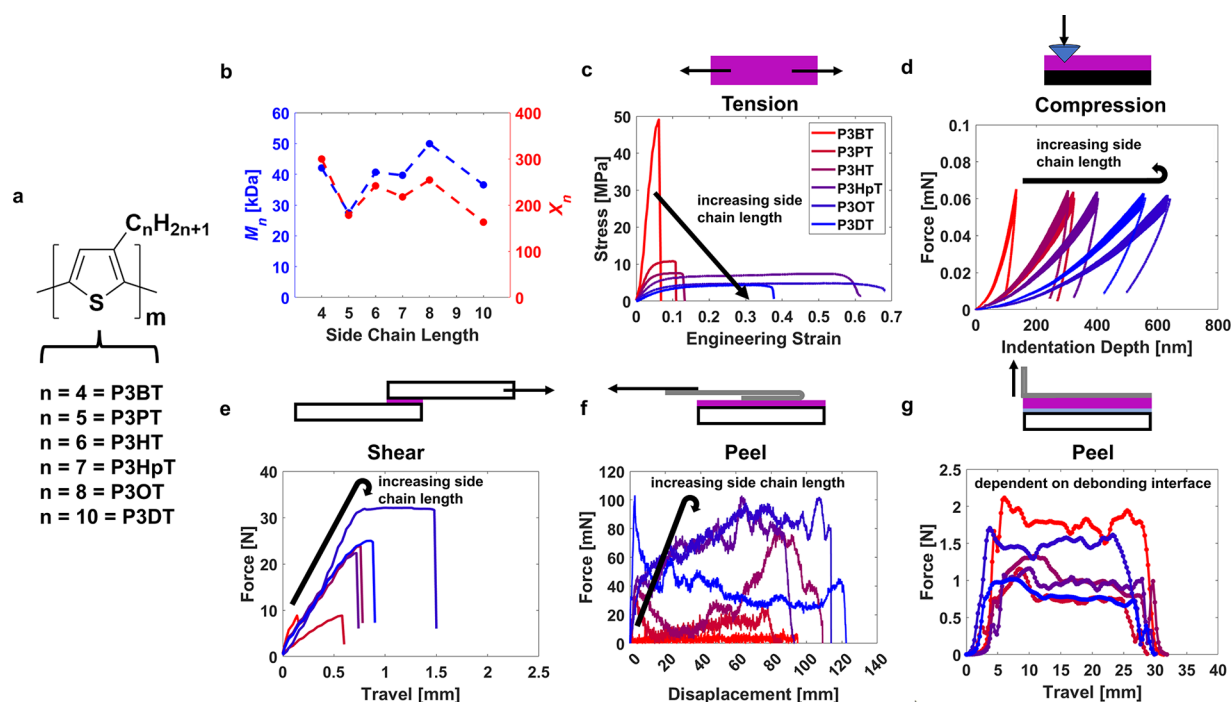 a
CnH2n+1
S
m
n = 4 = P3BT
n = 5 = P3PT
n = 6 = P3HT
n = 7 = P3HpT
n = 8 = P3OT
n = 10 = P3DT
b
60
50
40
30
20
10
0
Mn [kDa]
400
300
200
100
0
Xn
4 5 6 7 8 9 10
Side Chain Length
c
Tension
50
40
30
20
10
0
Stress [MPa]
P3BT
P3PT
P3HT
P3HpT
P3OT
P3DT
increasing side
chain length
0 0.1 0.2 0.3 0.4 0.5 0.6 0.7
Engineering Strain
d
Compression
0.1
0.08
0.06
0.04
0.02
0
Force [mN]
increasing side
chain length
0 200 400 600 800
Indentation Depth [nm]
e
Shear
40
30
20
10
0
Force [N]
increasing side
chain length
0 0.5 1 1.5 2 2.5
Travel [mm]
f
Peel
120
100
80
60
40
20
0
Force [mN]
increasing side chain length
0 20 40 60 80 100 120 140
Disaplacement [mm]
g
Peel
2.5
2
1.5
1
0.5
0
Force [N]
dependent on debonding interface
0 5 10 15 20 25 30 35 40
Travel [mm]